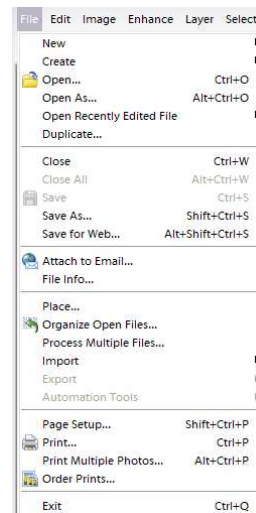 File Edit Image Enhance Layer Select
New
Create
Open... Ctrl+O
Open As... Alt+Ctrl+O
Open Recently Edited File
Duplicate...
Close Ctrl+W
Close All Alt+Ctrl+W
Save Ctrl+S
Save As... Shift+Ctrl+S
Save for Web... Alt+Shift+Ctrl+S
Attach to Email...
File Info...
Place...
Organize Open Files...
Process Multiple Files...
Import
Export
Automation Tools
Page Setup... Shift+Ctrl+P
Print... Ctrl+P
Print Multiple Photos... Alt+Ctrl+P
Order Prints...
Exit Ctrl+Q